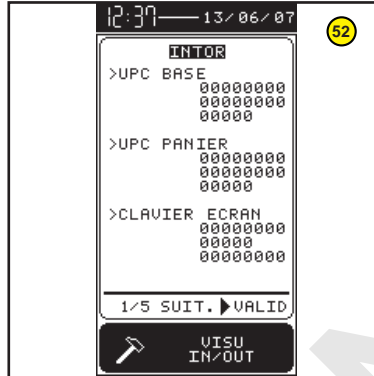 12:37 13/06/07
52
INTOR
>UPC BASE
00000000
00000000
00000
>UPC PANIER
00000000
00000000
00000
>CLAVIER ECRAN
00000000
00000
00000000
1/5 SUIT.▶VALID
VISU
IN/OUT